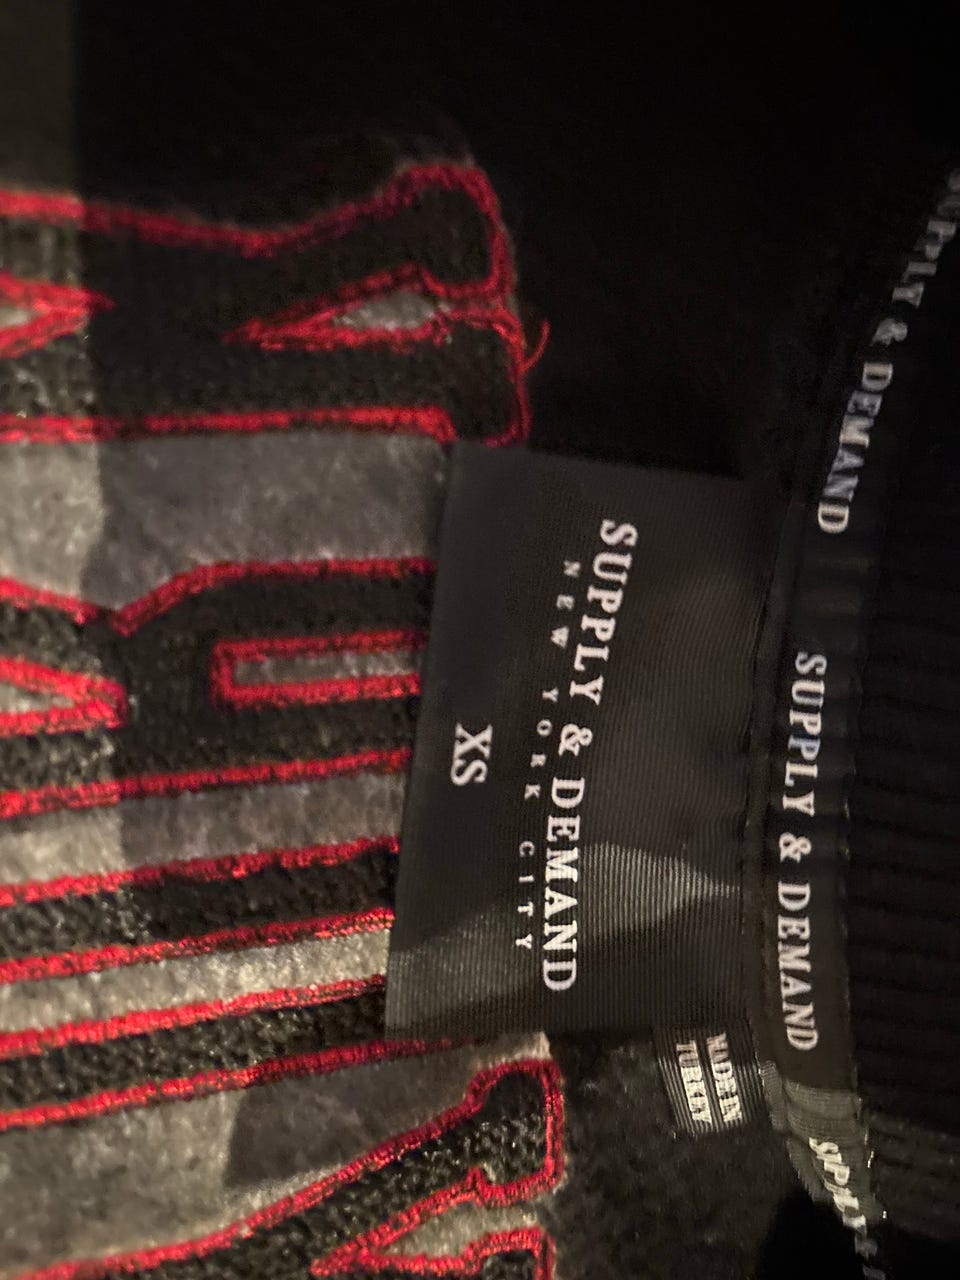 SUPPLY & DEMAND
NEW YORK CITY
XS
SUPPLY & DEMAND
SUPPLY & DEMAND
MADE IN
TURKEY